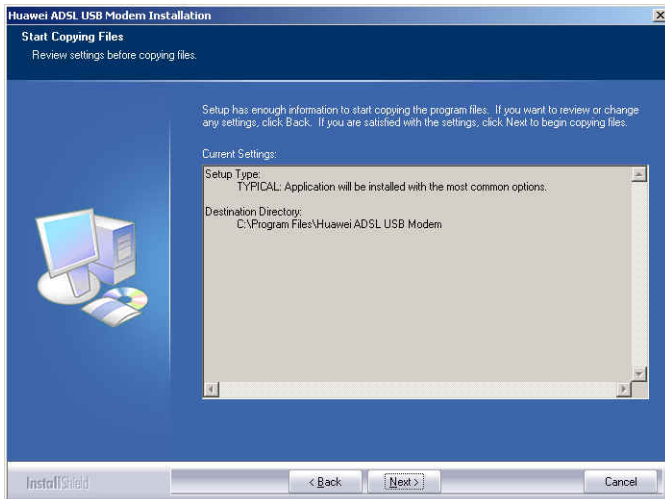 Huawei ADSL USB Modem Installation
Start Copying Files
Review settings before copying files.
Setup has enough information to start copying the program files. If you want to review or change
any settings, click Back. If you are satisfied with the settings, click Next to begin copying files.
Current Settings:
Setup Type:
TYPICAL: Application will be installed with the most common options.
Destination Directory:
C:\Program Files\Huawei ADSL USB Modem
InstallShield
< Back
Next >
Cancel